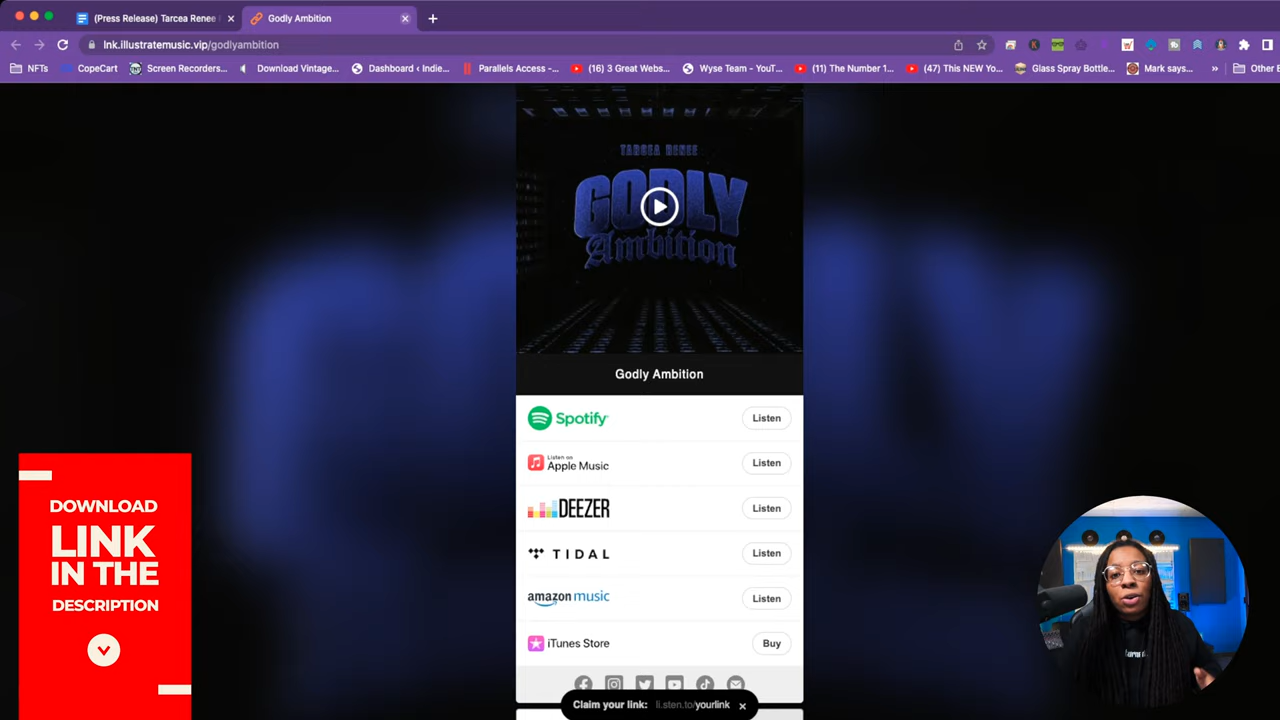 (Press Release) Tarcea Renee
Godly Ambition
lnk.illustratemusic.vip/godlyambition
NFTs
CopeCart
Screen Recorders...
Download Vintage...
Dashboard ‹ Indie...
Parallels Access -...
(16) 3 Great Webs...
Wyse Team - YouT...
(11) The Number 1...
(47) This NEW Yo...
Glass Spray Bottle...
Mark says...
»
Other B
TARCEA RENEE
GODLY
Ambition
Godly Ambition
Spotify
Listen
Listen on
Apple Music
Listen
DEEZER
Listen
TIDAL
Listen
amazon music
Listen
iTunes Store
Buy
Claim your link: li.sten.to/yourlink
DOWNLOAD
LINK
IN THE
DESCRIPTION